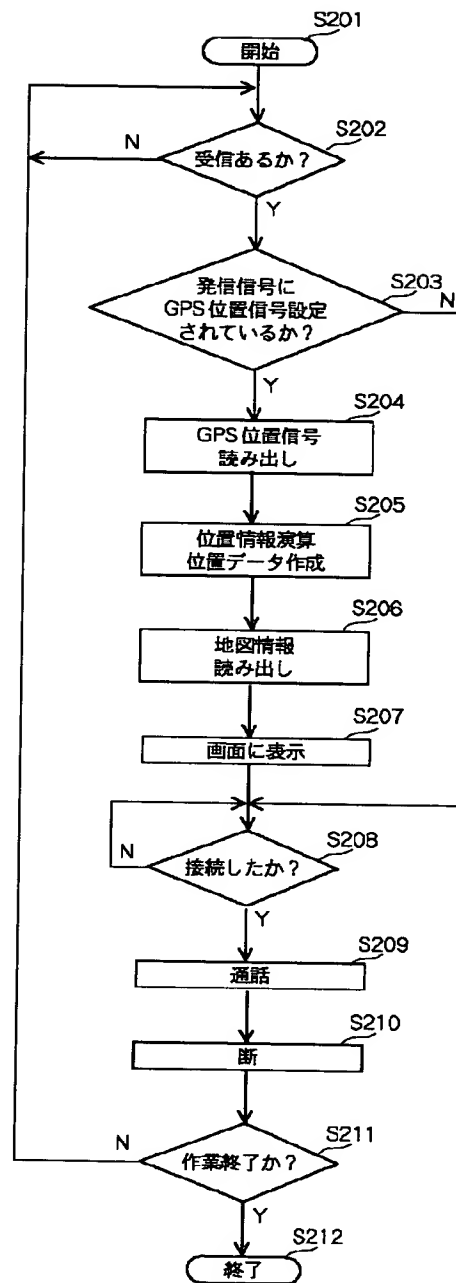 S201
開始
S202
N
受信あるか？
Y
S203
発信信号に
GPS位置信号設定
されているか？
N
Y
S204
GPS位置信号
読み出し
S205
位置情報演算
位置データ作成
S206
地図情報
読み出し
S207
画面に表示
S208
N
接続したか？
Y
S209
通話
S210
断
S211
N
作業終了か？
Y
S212
終了